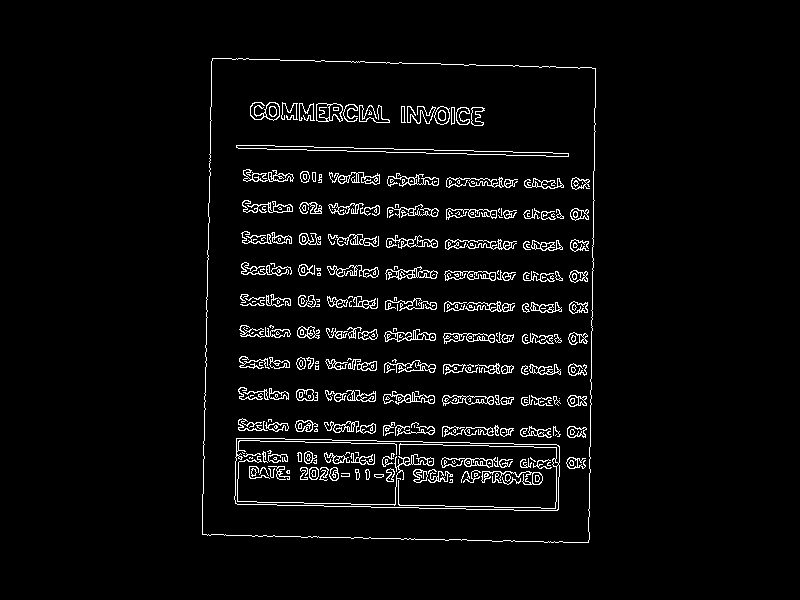 COMMERCIAL INVOICE
Section 01: Verified pipeline parameter check OK
Section 02: Verified pipeline parameter check OK
Section 03: Verified pipeline parameter check OK
Section 04: Verified pipeline parameter check OK
Section 05: Verified pipeline parameter check OK
Section 06: Verified pipeline parameter check OK
Section 07: Verified pipeline parameter check OK
Section 08: Verified pipeline parameter check OK
Section 09: Verified pipeline parameter check OK
Section 10: Verified pipeline parameter check OK
DATE: 2026-11-24 SIGN: APPROVED